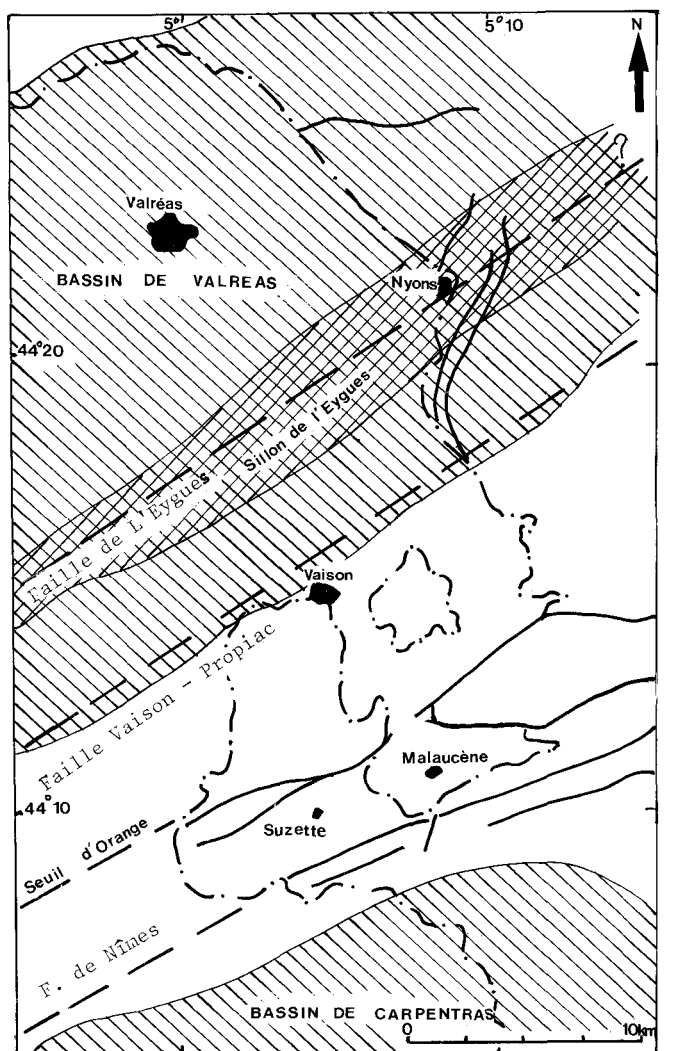 5°
5°10
N
Valréas
BASSIN DE VALREAS
Nyons
?
44°20
Sillon de l'Eygues
Faille de L'Eygues
Vaison
Faille Vaison - Propiac
Malaucène
44°10
Suzette
Seuil d'Orange
F. de Nîmes
BASSIN DE CARPENTRAS
0
10km